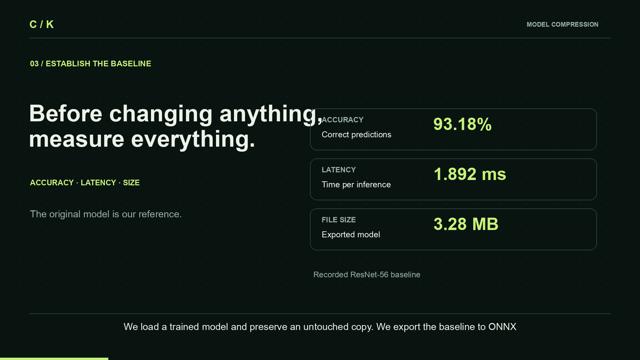 C / K
MODEL COMPRESSION
03 / ESTABLISH THE BASELINE
Before changing anything,
measure everything.
ACCURACY · LATENCY · SIZE
The original model is our reference.
ACCURACY
Correct predictions
93.18%
LATENCY
Time per inference
1.892 ms
FILE SIZE
Exported model
3.28 MB
Recorded ResNet-56 baseline
We load a trained model and preserve an untouched copy. We export the baseline to ONNX